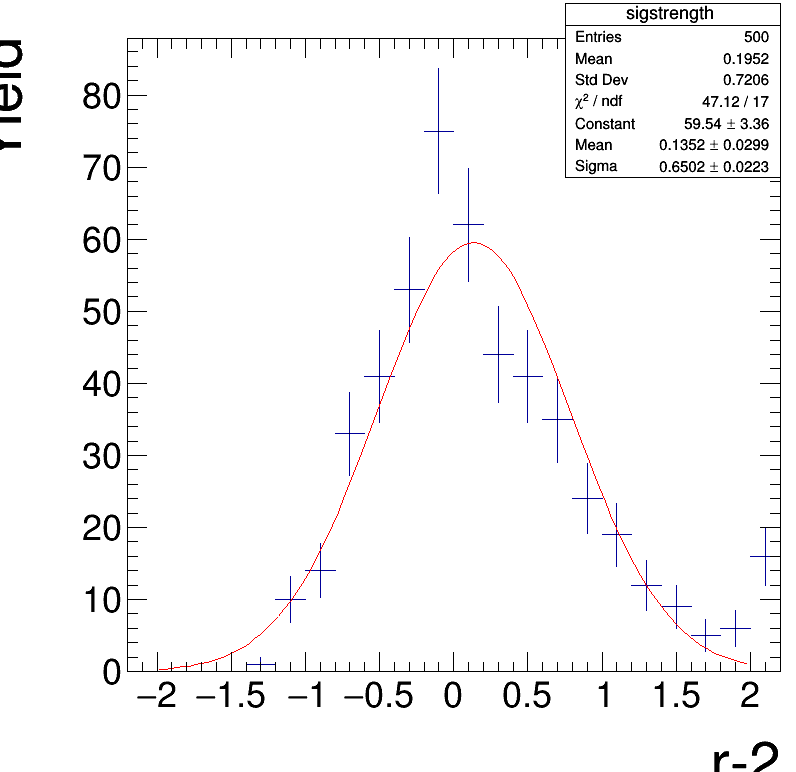 Yield
sigstrength
Entries 500
Mean 0.1952
Std Dev 0.7206
χ² / ndf 47.12 / 17
Constant 59.54 ± 3.36
Mean 0.1352 ± 0.0299
Sigma 0.6502 ± 0.0223
80
70
60
50
40
30
20
10
0
−2 −1.5 −1 −0.5 0 0.5 1 1.5 2
r-2